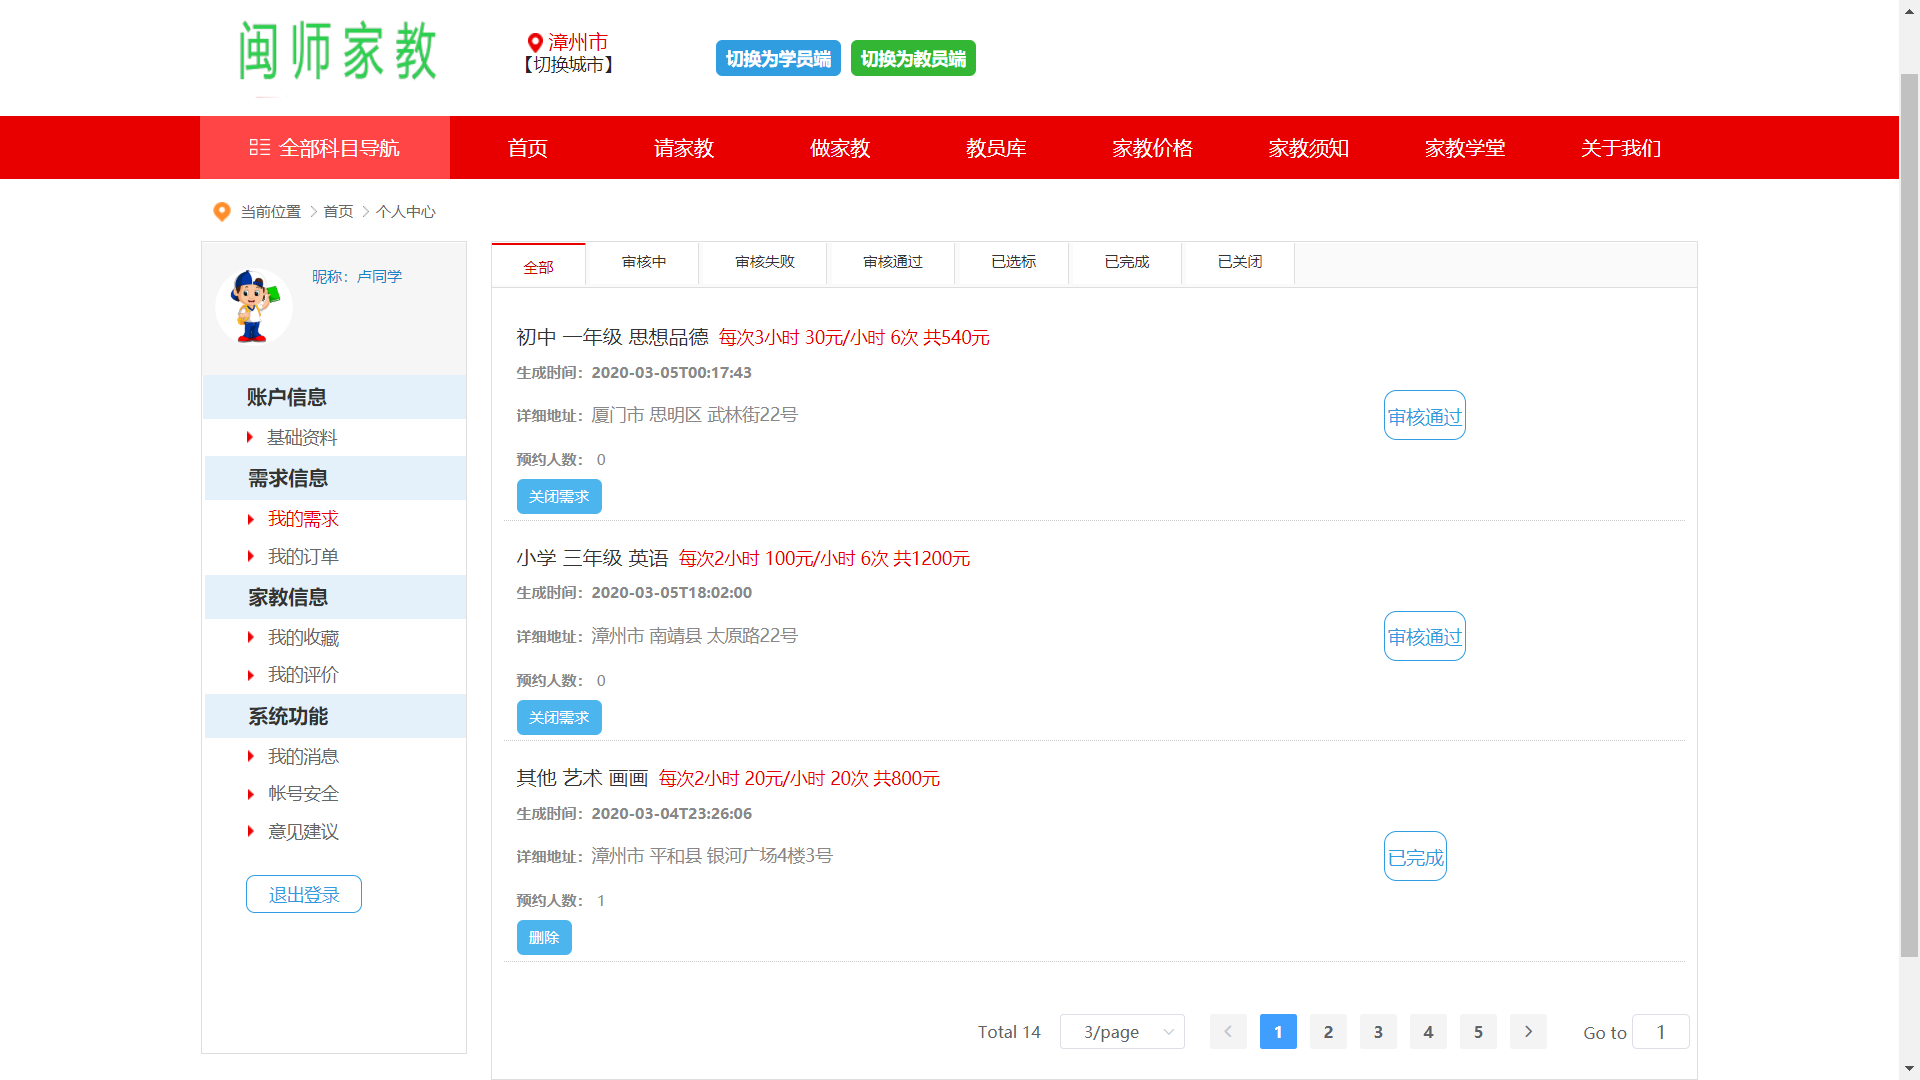 闽师家教
漳州市
【切换城市】
切换为学员端 切换为教员端
全部科目导航 首页 请家教 做家教 教员库 家教价格 家教须知 家教学堂 关于我们
当前位置 首页 个人中心
昵称：卢同学
账户信息
基础资料
需求信息
我的需求
我的订单
家教信息
我的收藏
我的评价
系统功能
我的消息
帐号安全
意见建议
退出登录
全部 审核中 审核失败 审核通过 已选标 已完成 已关闭
初中 一年级 思想品德 每次3小时 30元/小时 6次 共540元
生成时间：2020-03-05T00:17:43
详细地址：厦门市 思明区 武林街22号
审核通过
预约人数： 0
关闭需求
小学 三年级 英语 每次2小时 100元/小时 6次 共1200元
生成时间：2020-03-05T18:02:00
详细地址：漳州市 南靖县 太原路22号
审核通过
预约人数： 0
关闭需求
其他 艺术 画画 每次2小时 20元/小时 20次 共800元
生成时间：2020-03-04T23:26:06
详细地址：漳州市 平和县 银河广场4楼3号
已完成
预约人数： 1
删除
Total 14 3/page 1 2 3 4 5 Go to 1